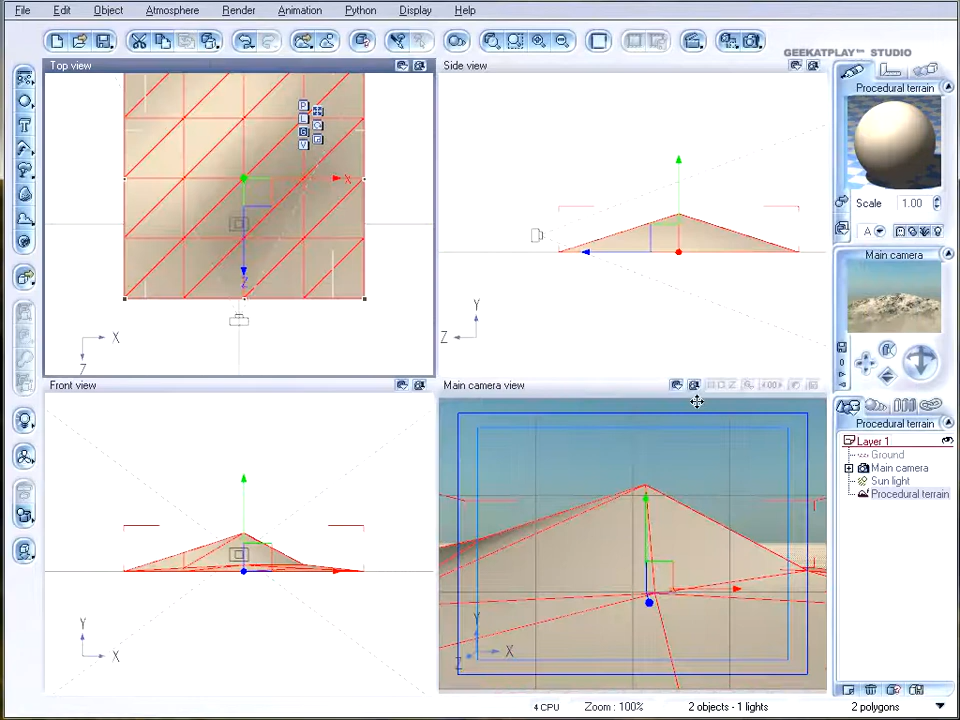 File Edit Object Atmosphere Render Animation Python Display Help
GEEKATPLAY™ STUDIO
Top view
Side view
Procedural terrain
P
L
G
V
X
Z
X
Z
Y
Z
Scale 1.00
A
Main camera
0
Front view
Main camera view
Procedural terrain
Layer 1
Ground
Main camera
Sun light
Procedural terrain
Y
X
Y
X
Z
4 CPU Zoom : 100% 2 objects - 1 lights 2 polygons